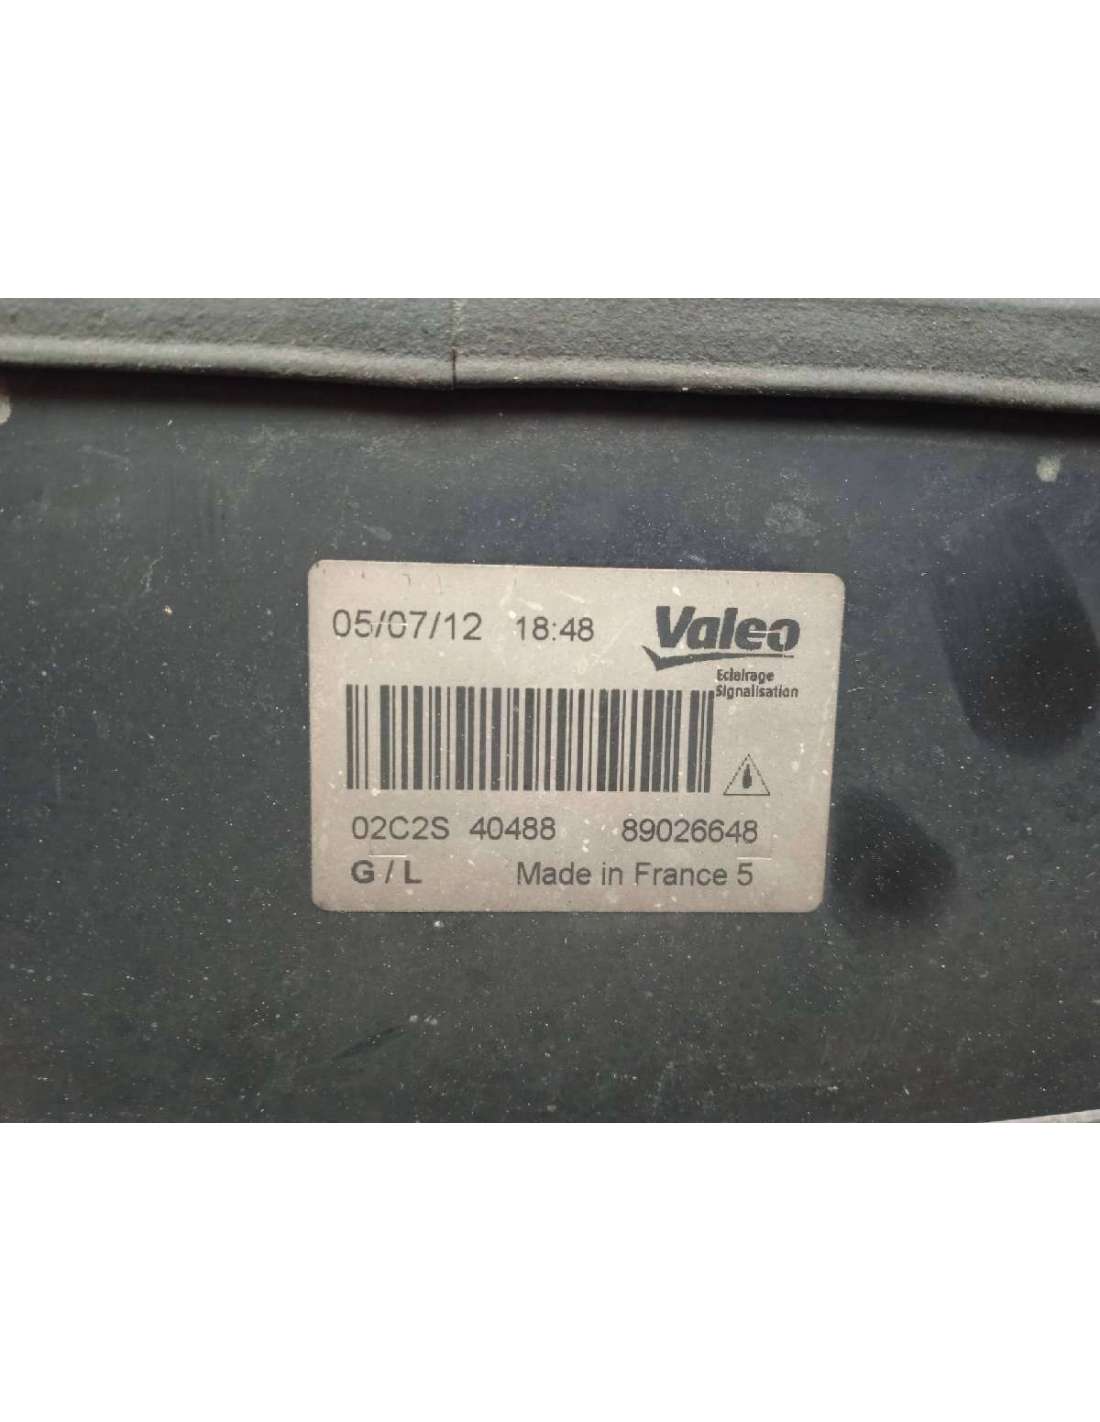 05/07/12 18:48 Valeo
Eclairage
Signalisation
02C2S 40488 89026648
G / L Made in France 5